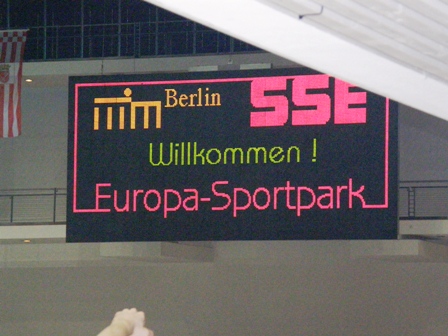 Berlin SSE
Willkommen !
Europa-Sportpark